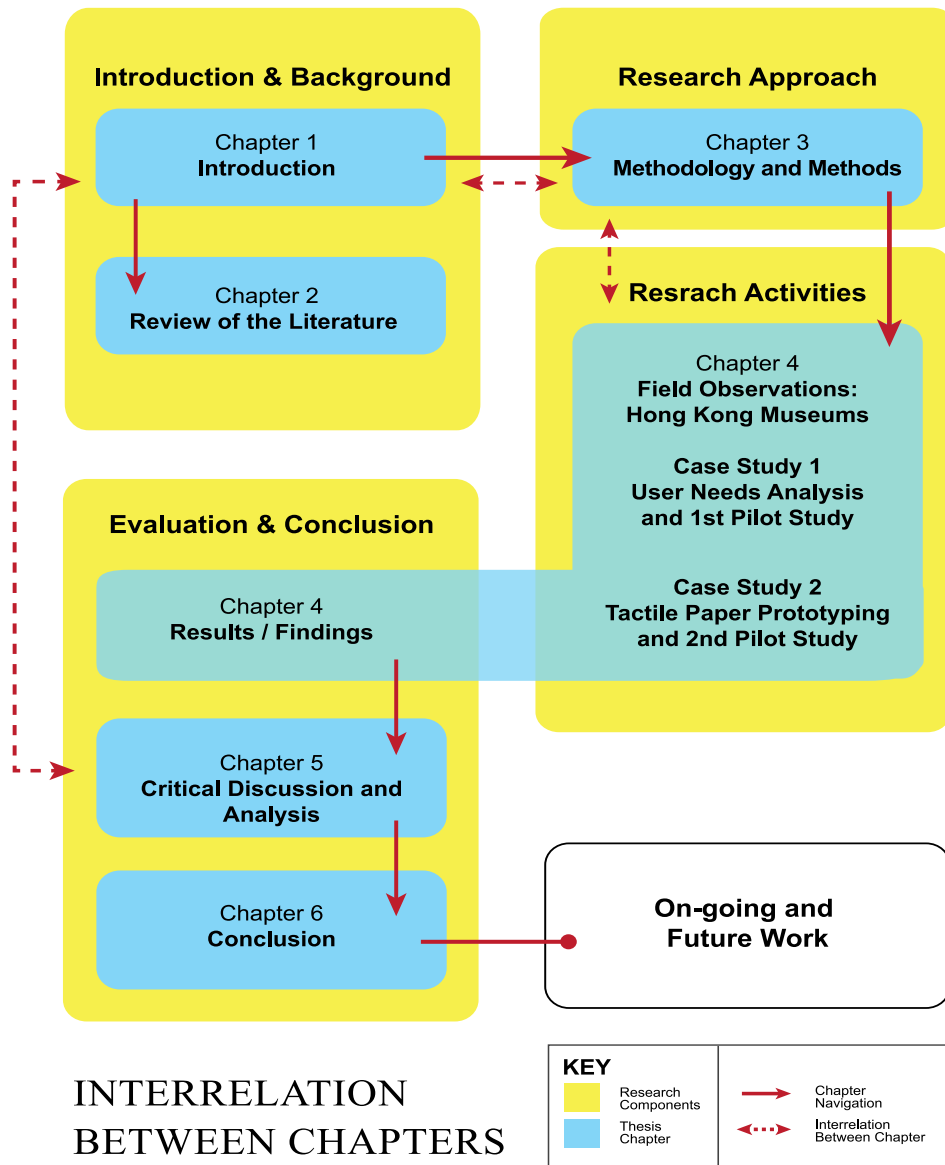 Introduction & Background
Chapter 1
Introduction
Chapter 2
Review of the Literature
Research Approach
Chapter 3
Methodology and Methods
Resrach Activities
Chapter 4
Field Observations:
Hong Kong Museums
Case Study 1
User Needs Analysis
and 1st Pilot Study
Case Study 2
Tactile Paper Prototyping
and 2nd Pilot Study
Evaluation & Conclusion
Chapter 4
Results / Findings
Chapter 5
Critical Discussion and
Analysis
Chapter 6
Conclusion
On-going and
Future Work
INTERRELATION
BETWEEN CHAPTERS
KEY
Research
Components
Thesis
Chapter
Chapter
Navigation
Interrelation
Between Chapter